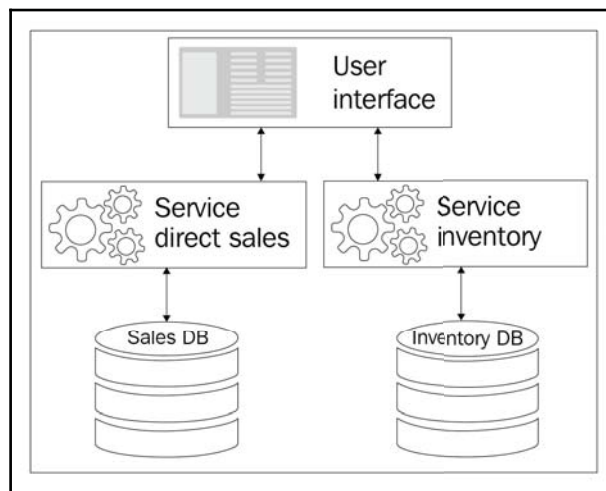 User
interface
Service
direct sales
Service
inventory
Sales DB
Inventory DB